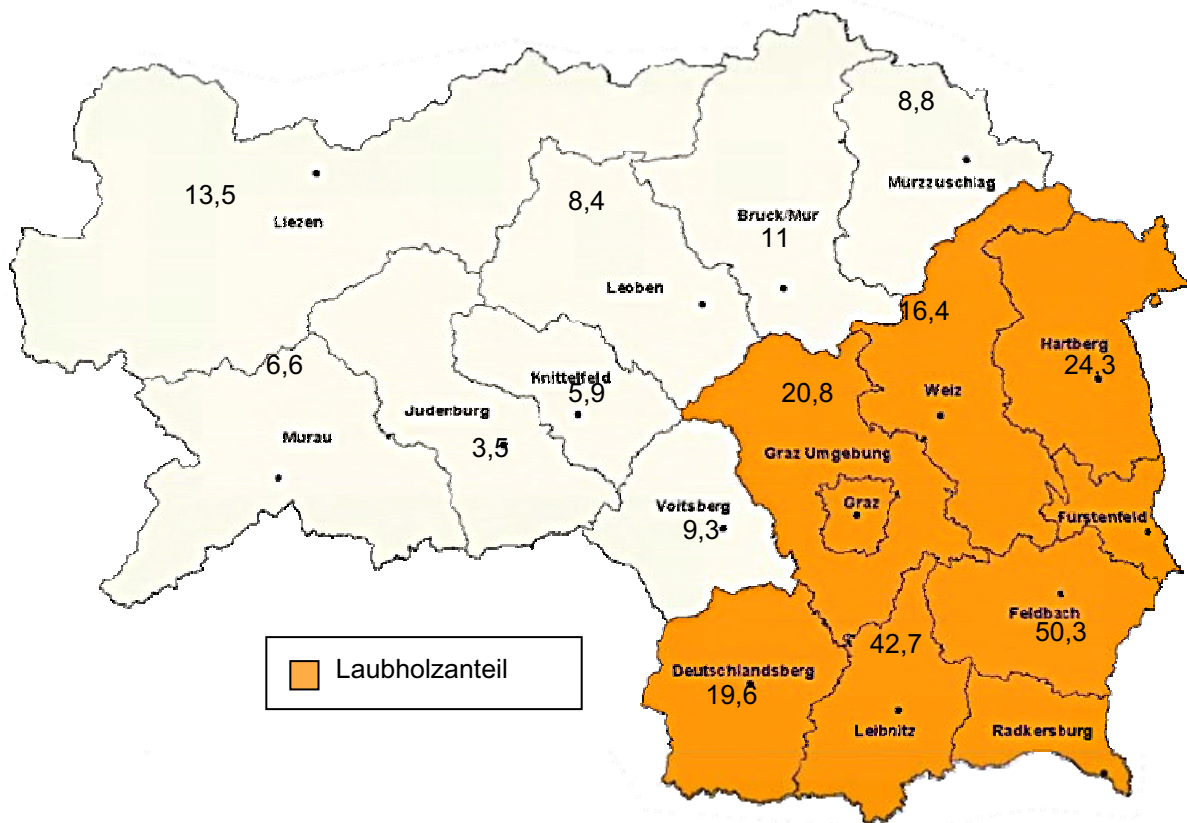 8,8
Murzzuschlag
13,5
Liezen
8,4
Bruck/Mur
11
Leoben
16,4
Hartberg
24,3
6,6
Knittelfeld
5,9
20,8
Weiz
Juderburg
3,5
Murau
Graz Umgebung
Graz
Voitsberg
9,3
Furstenfeld
Feldbach
50,3
42,7
Laubholzanteil
Deutschlandsberg
19,6
Leibnitz
Radkersburg